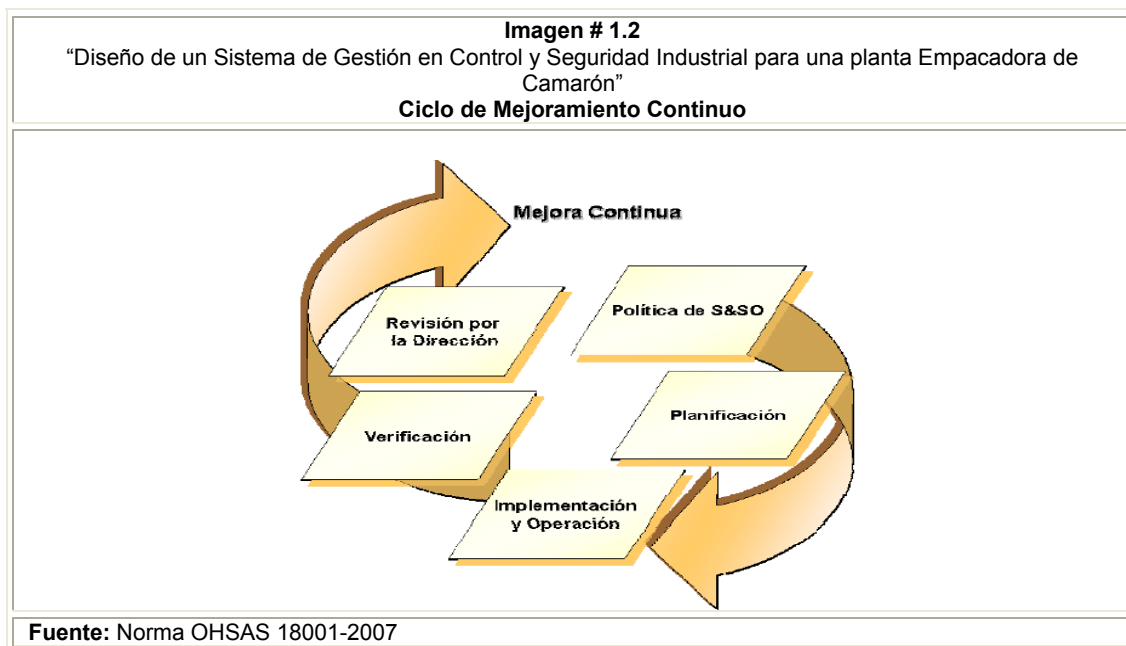 Imagen # 1.2
“Diseño de un Sistema de Gestión en Control y Seguridad Industrial para una planta Empacadora de
Camarón”
Ciclo de Mejoramiento Continuo
Mejora Continua
Política de S&SO
Revisión por
la Dirección
Planificación
Verificación
Implementación
y Operación
Fuente: Norma OHSAS 18001-2007